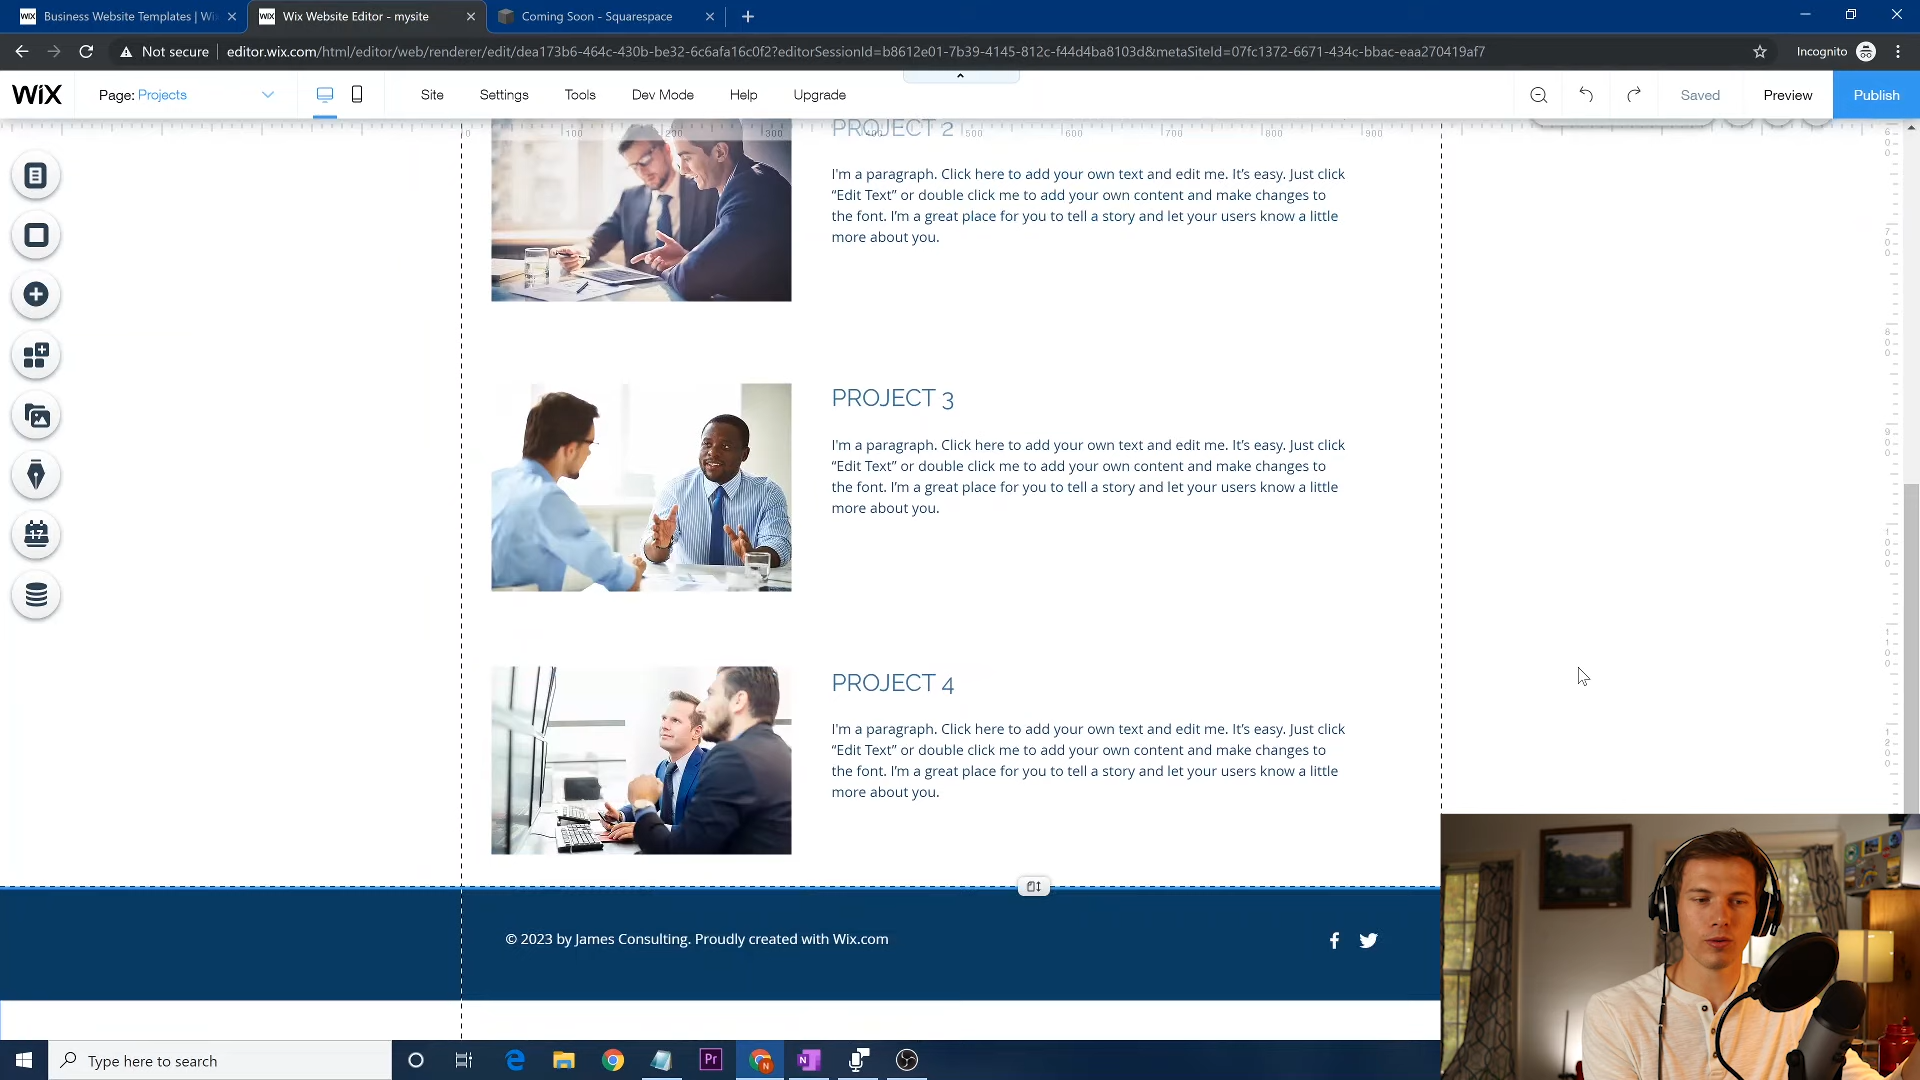 Business Website Templates | Wi
Wix Website Editor - mysite
Coming Soon - Squarespace
Not secure
editor.wix.com/html/editor/web/renderer/edit/dea173b6-464c-430b-be32-6c6afa16c0f2?editorSessionId=b8612e01-7b39-4145-812c-f44d4ba8103d&metaSiteId=07fc1372-6671-434c-bbac-eaa270419af7
Incognito
WiX
Page: Projects
Site
Settings
Tools
Dev Mode
Help
Upgrade
Saved
Preview
Publish
0 100 200 300 400 500 600 700 800 900
PROJECT 2
I'm a paragraph. Click here to add your own text and edit me. It's easy. Just click
“Edit Text” or double click me to add your own content and make changes to
the font. I'm a great place for you to tell a story and let your users know a little
more about you.
PROJECT 3
I'm a paragraph. Click here to add your own text and edit me. It's easy. Just click
“Edit Text” or double click me to add your own content and make changes to
the font. I'm a great place for you to tell a story and let your users know a little
more about you.
PROJECT 4
I'm a paragraph. Click here to add your own text and edit me. It's easy. Just click
“Edit Text” or double click me to add your own content and make changes to
the font. I'm a great place for you to tell a story and let your users know a little
more about you.
© 2023 by James Consulting. Proudly created with Wix.com
Type here to search